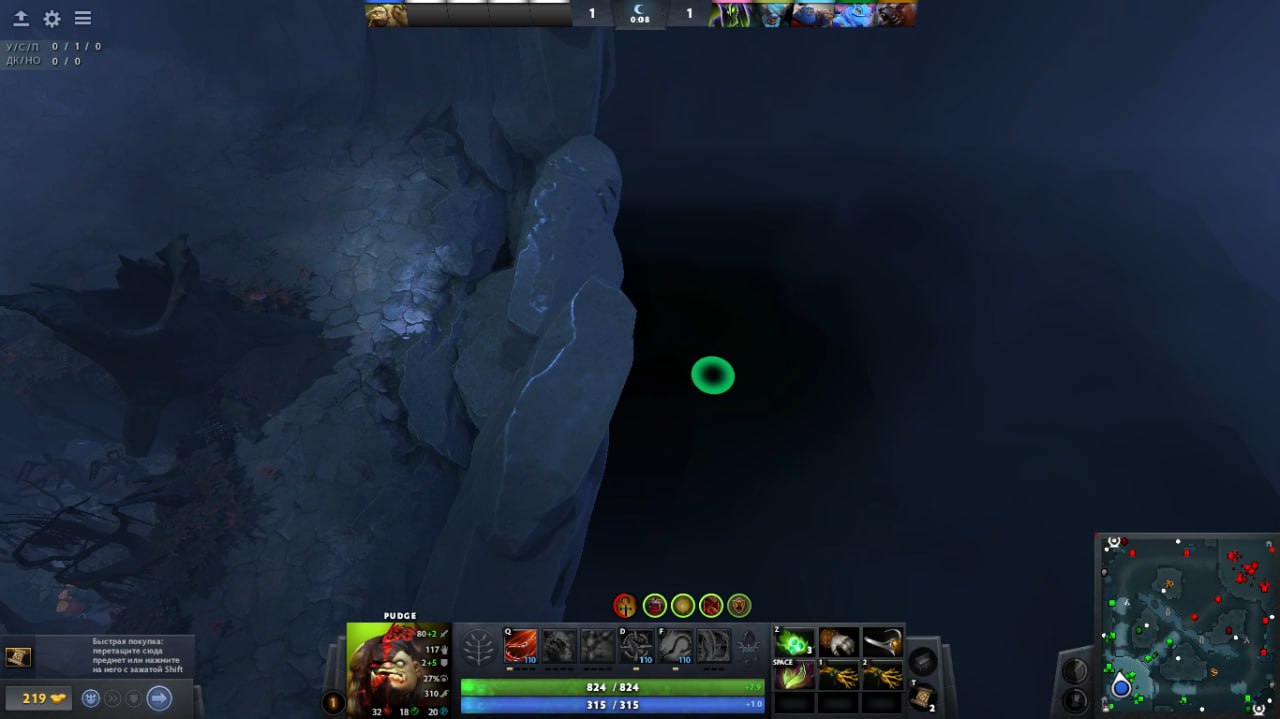 1 0:08 1
У/С/П 0 / 1 / 0
ДК/НО 0 / 0
Быстрая покупка:
перетащите сюда
предмет или нажмите
на него с зажатой Shift
219
PUDGE
80+2
117
2+5
27%
310
1
32 18 20
Q D F
110 110 110
824 / 824 +2.9
315 / 315 +1.0
Z 3
SPACE 1 2
T
2